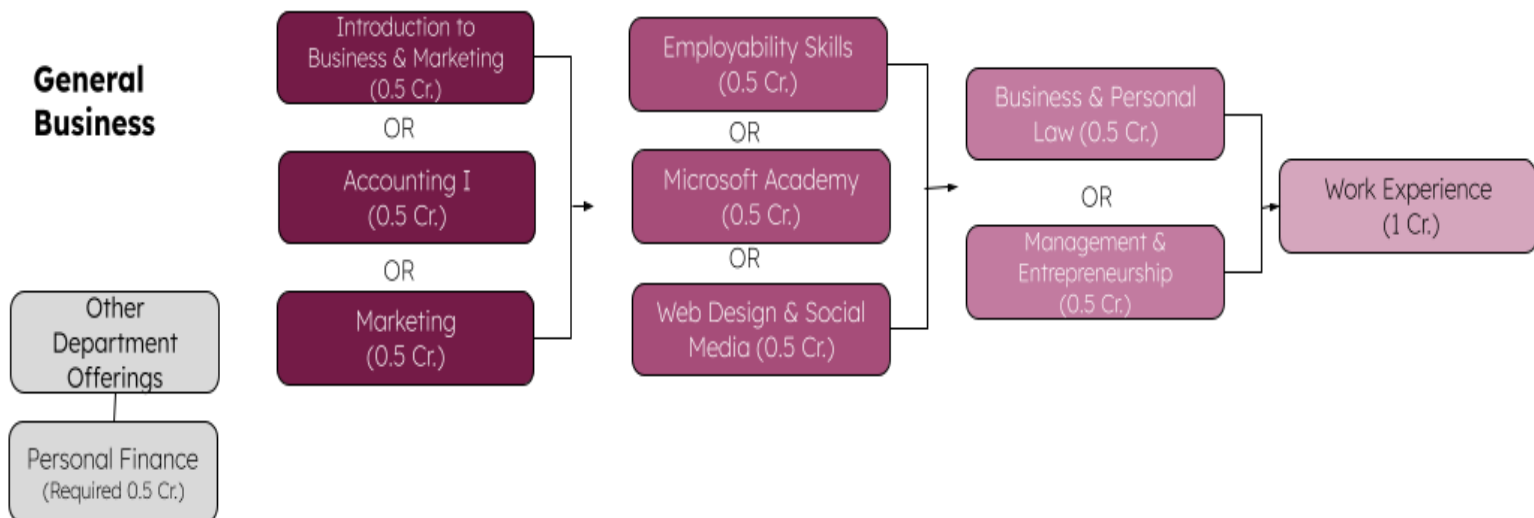 General
Business
Introduction to
Business & Marketing
(0.5 Cr.)
OR
Accounting I
(0.5 Cr.)
OR
Marketing
(0.5 Cr.)
Employability Skills
(0.5 Cr.)
OR
Microsoft Academy
(0.5 Cr.)
OR
Web Design & Social
Media (0.5 Cr.)
Business & Personal
Law (0.5 Cr.)
OR
Management &
Entrepreneurship
(0.5 Cr.)
Work Experience
(1 Cr.)
Other
Department
Offerings
Personal Finance
(Required 0.5 Cr.)